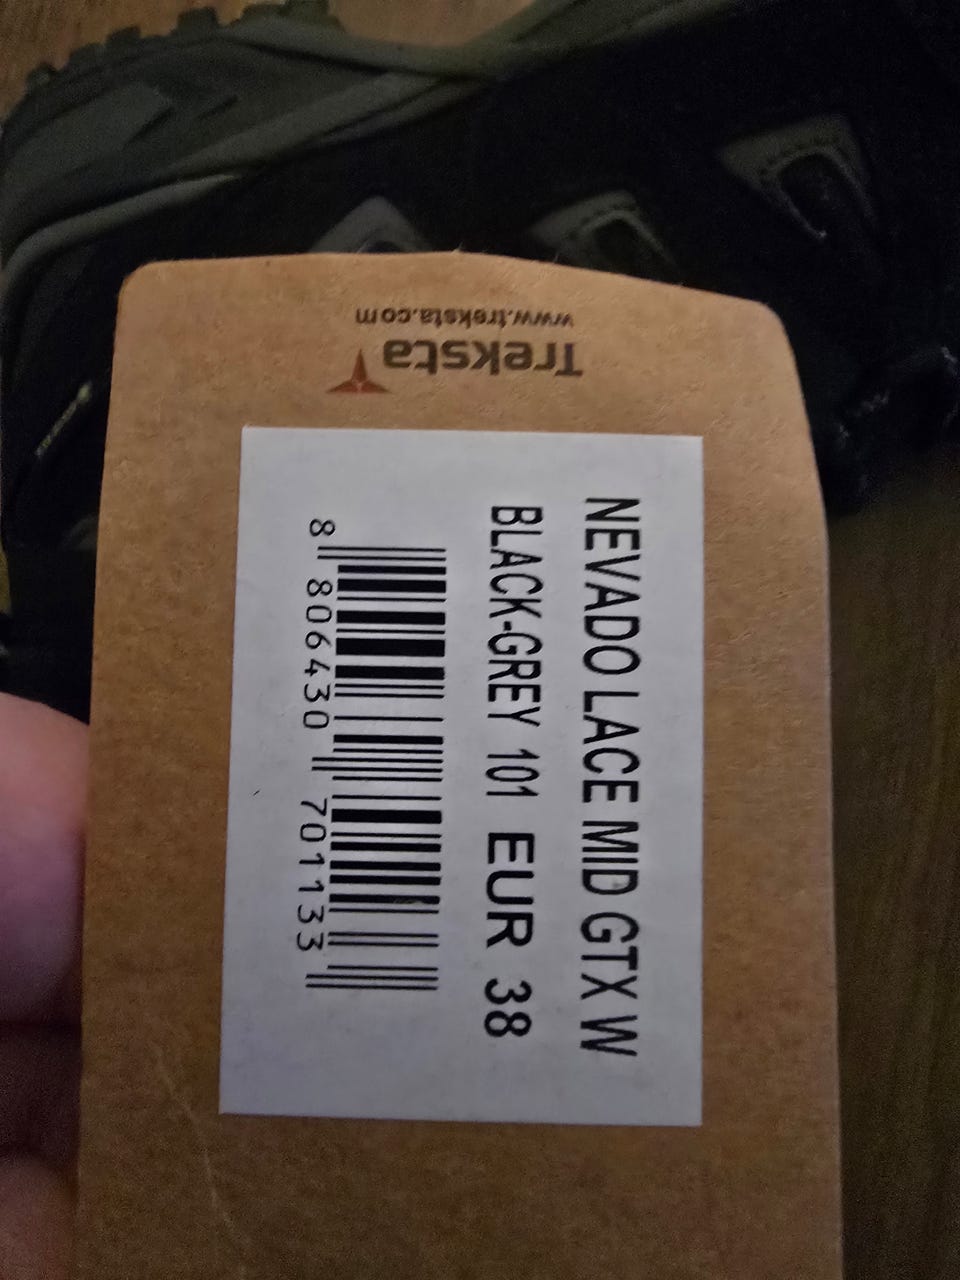 www.treksta.com
Treksta
NEVADO LACE MID GTX W
BLACK-GREY 101 EUR 38
8 806430 701133